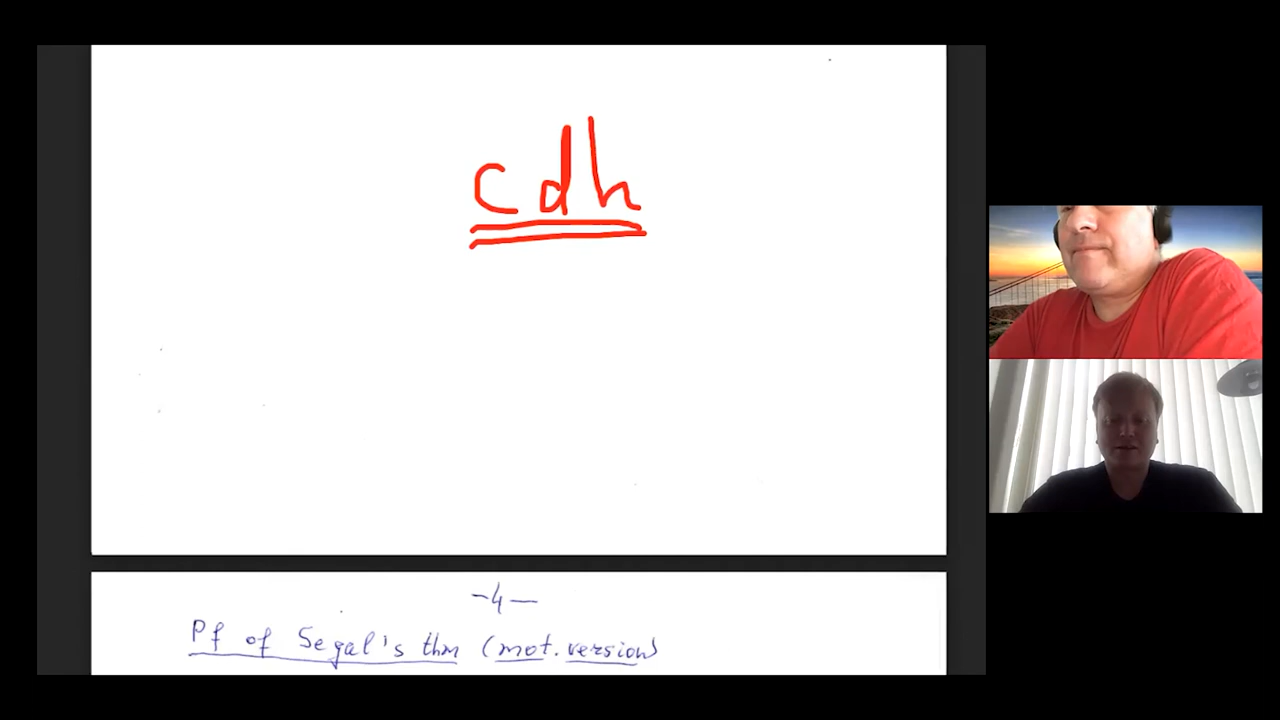 cdh
-4-
Pf of Segal's thm (mot. version)